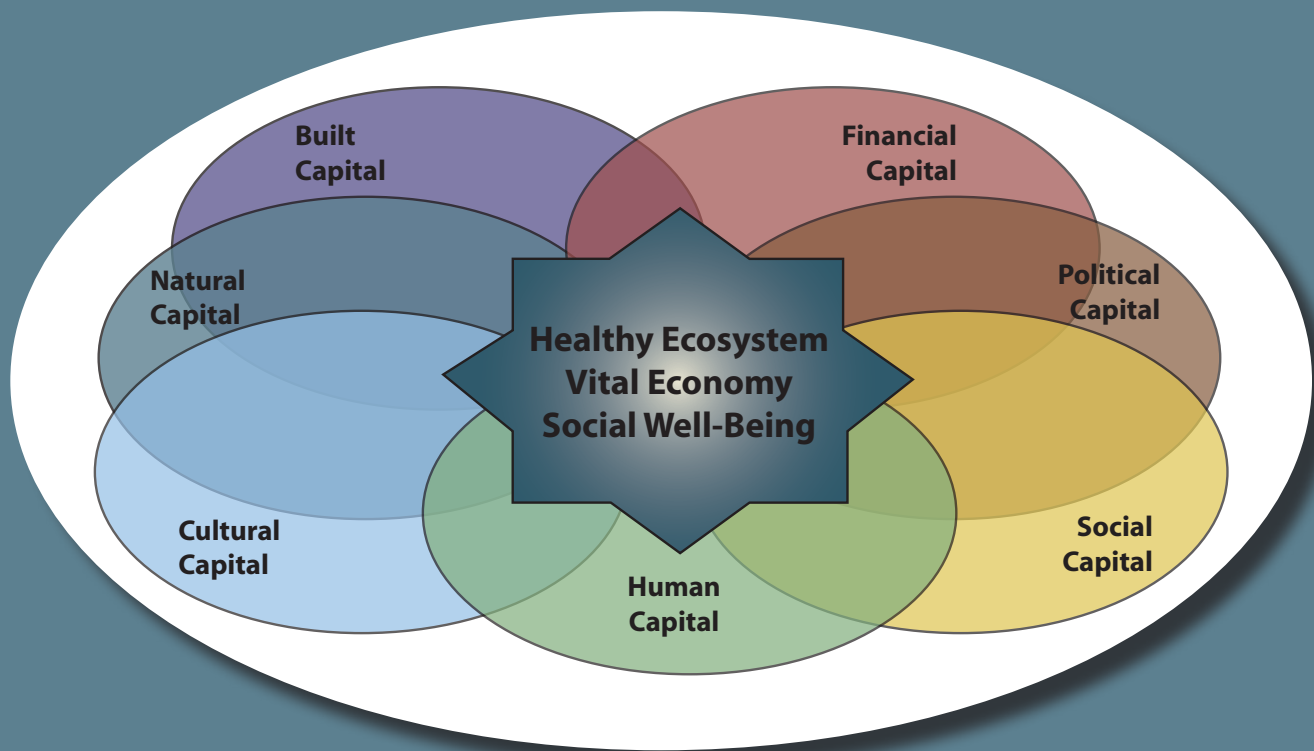 Built
Capital
Financial
Capital
Natural
Capital
Political
Capital
Healthy Ecosystem
Vital Economy
Social Well-Being
Cultural
Capital
Social
Capital
Human
Capital